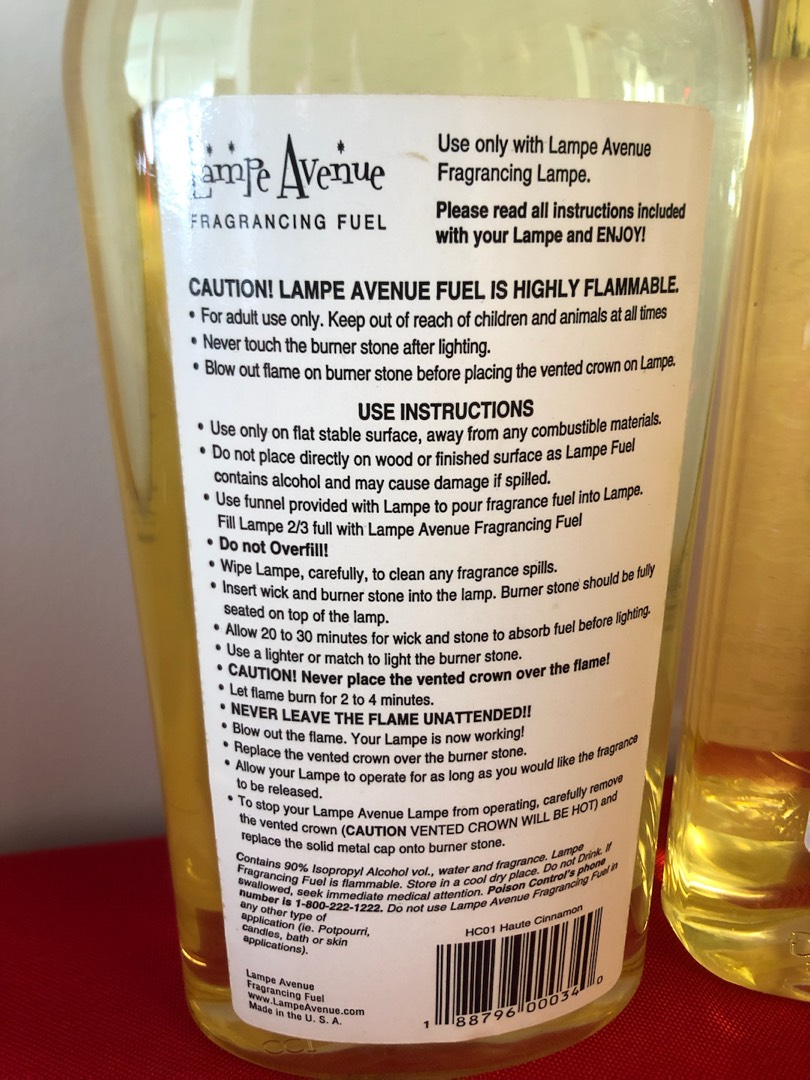 Lampe Avenue
FRAGRANCING FUEL
Use only with Lampe Avenue
Fragrancing Lampe.
Please read all instructions included
with your Lampe and ENJOY!
CAUTION! LAMPE AVENUE FUEL IS HIGHLY FLAMMABLE.
• For adult use only. Keep out of reach of children and animals at all times
• Never touch the burner stone after lighting.
• Blow out flame on burner stone before placing the vented crown on Lampe.
USE INSTRUCTIONS
• Use only on flat stable surface, away from any combustible materials.
• Do not place directly on wood or finished surface as Lampe Fuel
contains alcohol and may cause damage if spilled.
• Use funnel provided with Lampe to pour fragrance fuel into Lampe.
Fill Lampe 2/3 full with Lampe Avenue Fragrancing Fuel
• Do not Overfill!
• Wipe Lampe, carefully, to clean any fragrance spills.
• Insert wick and burner stone into the lamp. Burner stone should be fully
seated on top of the lamp.
• Allow 20 to 30 minutes for wick and stone to absorb fuel before lighting.
• Use a lighter or match to light the burner stone.
• CAUTION! Never place the vented crown over the flame!
• Let flame burn for 2 to 4 minutes.
• NEVER LEAVE THE FLAME UNATTENDED!!
• Blow out the flame. Your Lampe is now working!
• Replace the vented crown over the burner stone.
• Allow your Lampe to operate for as long as you would like the fragrance
to be released.
• To stop your Lampe Avenue Lampe from operating, carefully remove
the vented crown (CAUTION VENTED CROWN WILL BE HOT) and
replace the solid metal cap onto burner stone.
Contains 90% Isopropyl Alcohol vol., water and fragrance. Lampe
Fragrancing Fuel is flammable. Store in a cool dry place. Do not Drink. If
swallowed, seek immediate medical attention. Poison Control's phone
number is 1-800-222-1222. Do not use Lampe Avenue Fragrancing Fuel in
any other type of
application (ie. Potpourri,
candles, bath or skin
applications).
HC01 Haute Cinnamon
1 88796 00034 0
Lampe Avenue
Fragrancing Fuel
www.LampeAvenue.com
Made in the U. S. A.